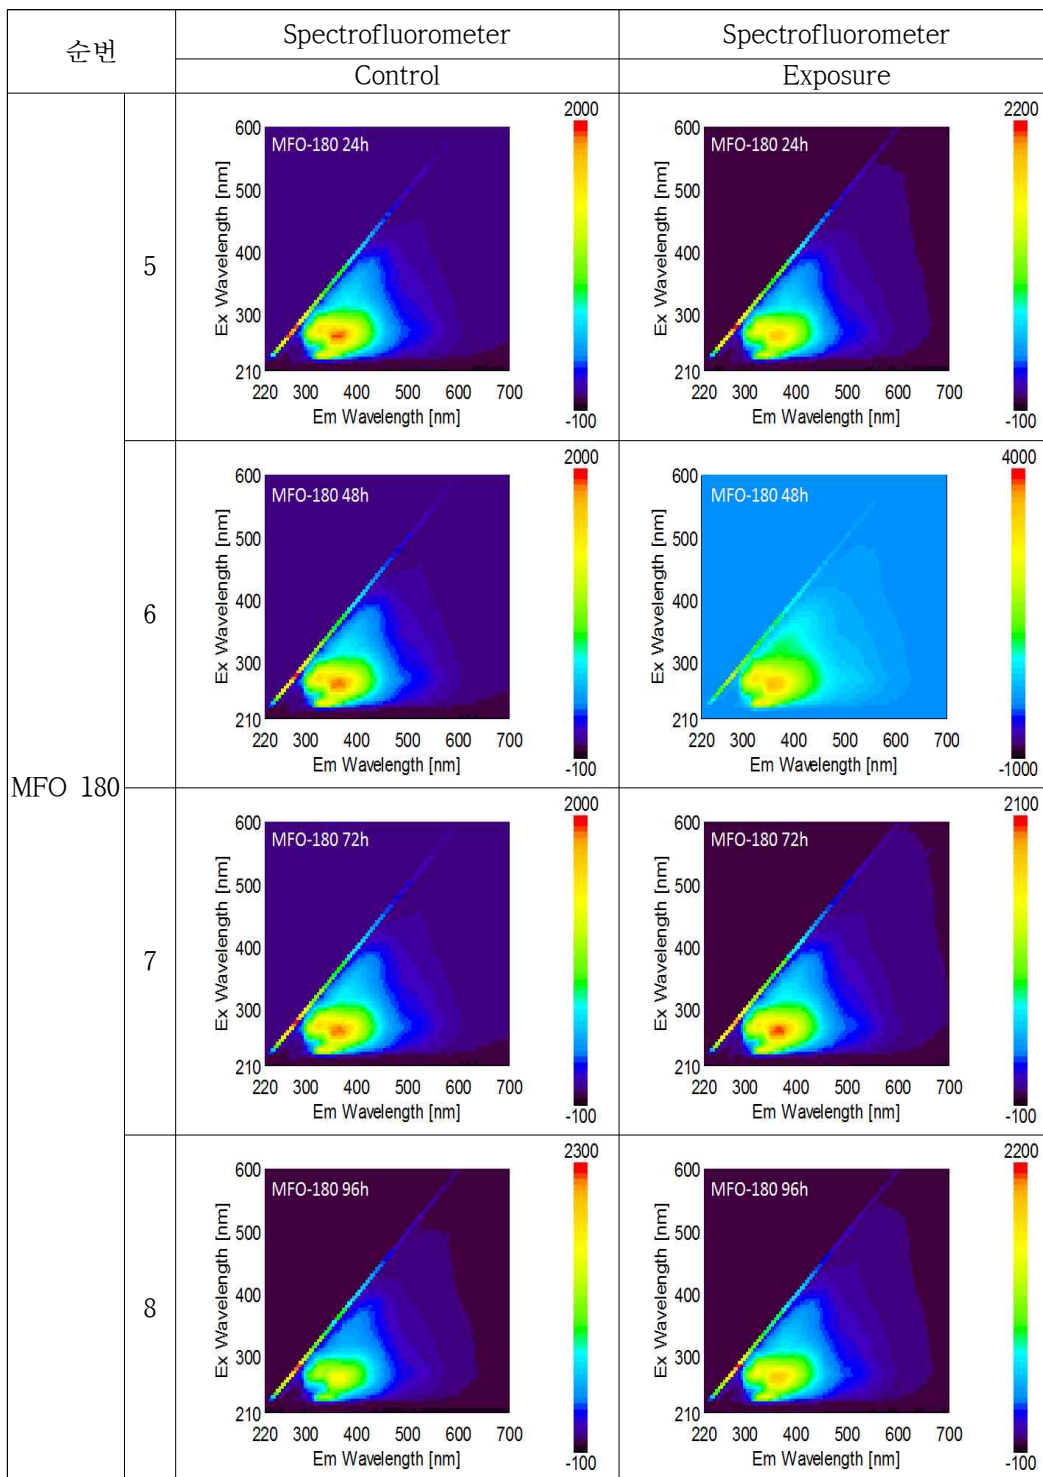 순번
Spectrofluorometer
Spectrofluorometer
Control
Exposure
MFO 180
5
2000
600
MFO-180 24h
500
400
300
210
220 300 400 500 600 700
Em Wavelength [nm]
Ex Wavelength [nm]
-100
2200
600
MFO-180 24h
500
400
300
210
220 300 400 500 600 700
Em Wavelength [nm]
Ex Wavelength [nm]
-100
6
2000
600
MFO-180 48h
500
400
300
210
220 300 400 500 600 700
Em Wavelength [nm]
Ex Wavelength [nm]
-100
4000
600
MFO-180 48h
500
400
300
210
220 300 400 500 600 700
Em Wavelength [nm]
Ex Wavelength [nm]
-1000
7
2000
600
MFO-180 72h
500
400
300
210
220 300 400 500 600 700
Em Wavelength [nm]
Ex Wavelength [nm]
-100
2100
600
MFO-180 72h
500
400
300
210
220 300 400 500 600 700
Em Wavelength [nm]
Ex Wavelength [nm]
-100
8
2300
600
MFO-180 96h
500
400
300
210
220 300 400 500 600 700
Em Wavelength [nm]
Ex Wavelength [nm]
-100
2200
600
MFO-180 96h
500
400
300
210
220 300 400 500 600 700
Em Wavelength [nm]
Ex Wavelength [nm]
-100